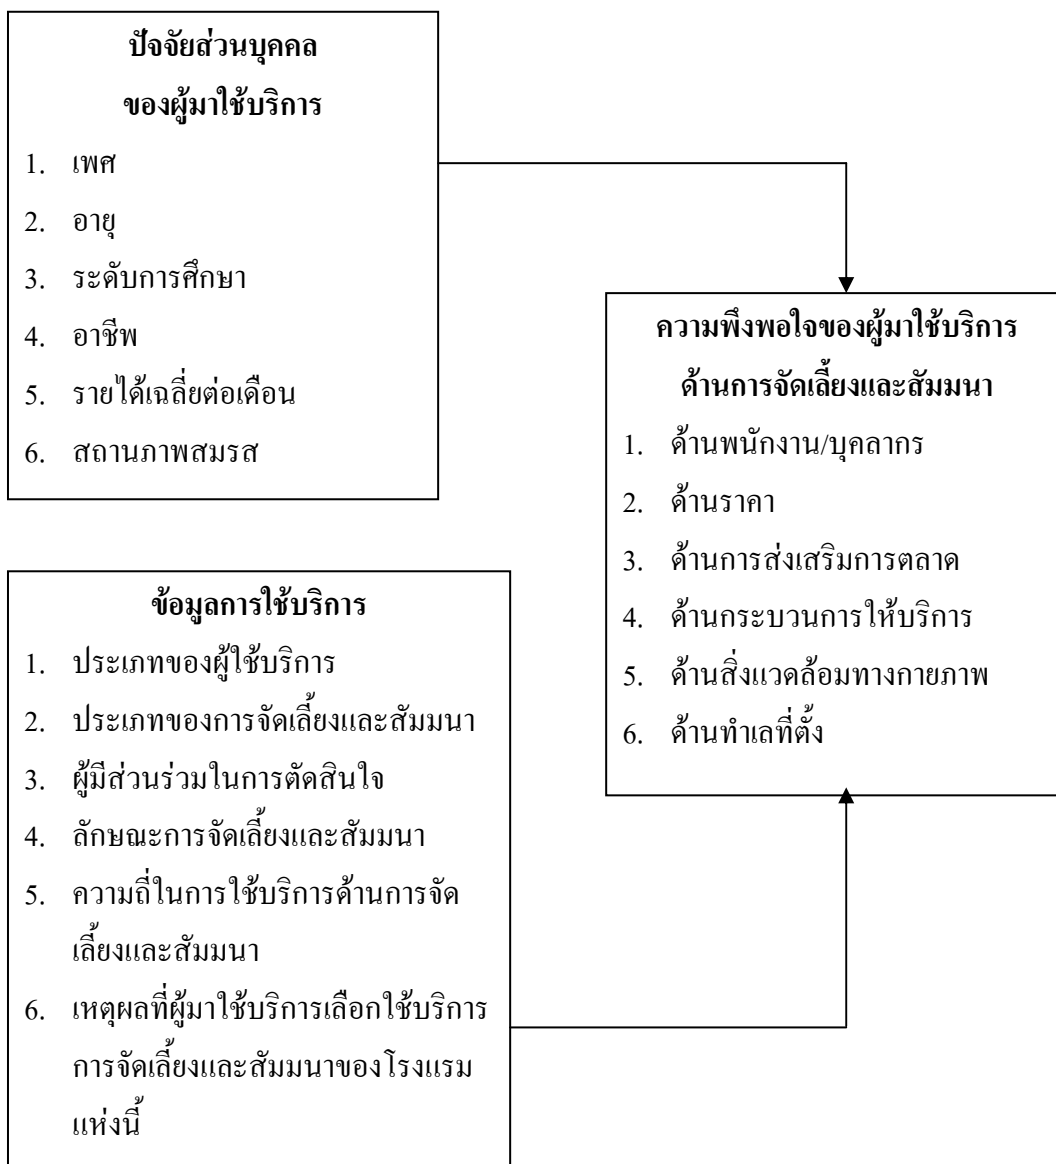 ปัจจัยส่วนบุคคล
ของผู้มาใช้บริการ
1. เพศ
2. อายุ
3. ระดับการศึกษา
4. อาชีพ
5. รายได้เฉลี่ยต่อเดือน
6. สถานภาพสมรส
ความพึงพอใจของผู้มาใช้บริการ
ด้านการจัดเลี้ยงและสัมมนา
1. ด้านพนักงาน/บุคลากร
2. ด้านราคา
3. ด้านการส่งเสริมการตลาด
4. ด้านกระบวนการให้บริการ
5. ด้านสิ่งแวดล้อมทางกายภาพ
6. ด้านทำเลที่ตั้ง
ข้อมูลการใช้บริการ
1. ประเภทของผู้ใช้บริการ
2. ประเภทของการจัดเลี้ยงและสัมมนา
3. ผู้มีส่วนร่วมในการตัดสินใจ
4. ลักษณะการจัดเลี้ยงและสัมมนา
5. ความถี่ในการใช้บริการด้านการจัด
เลี้ยงและสัมมนา
6. เหตุผลที่ผู้มาใช้บริการเลือกใช้บริการ
การจัดเลี้ยงและสัมมนาของโรงแรม
แห่งนี้